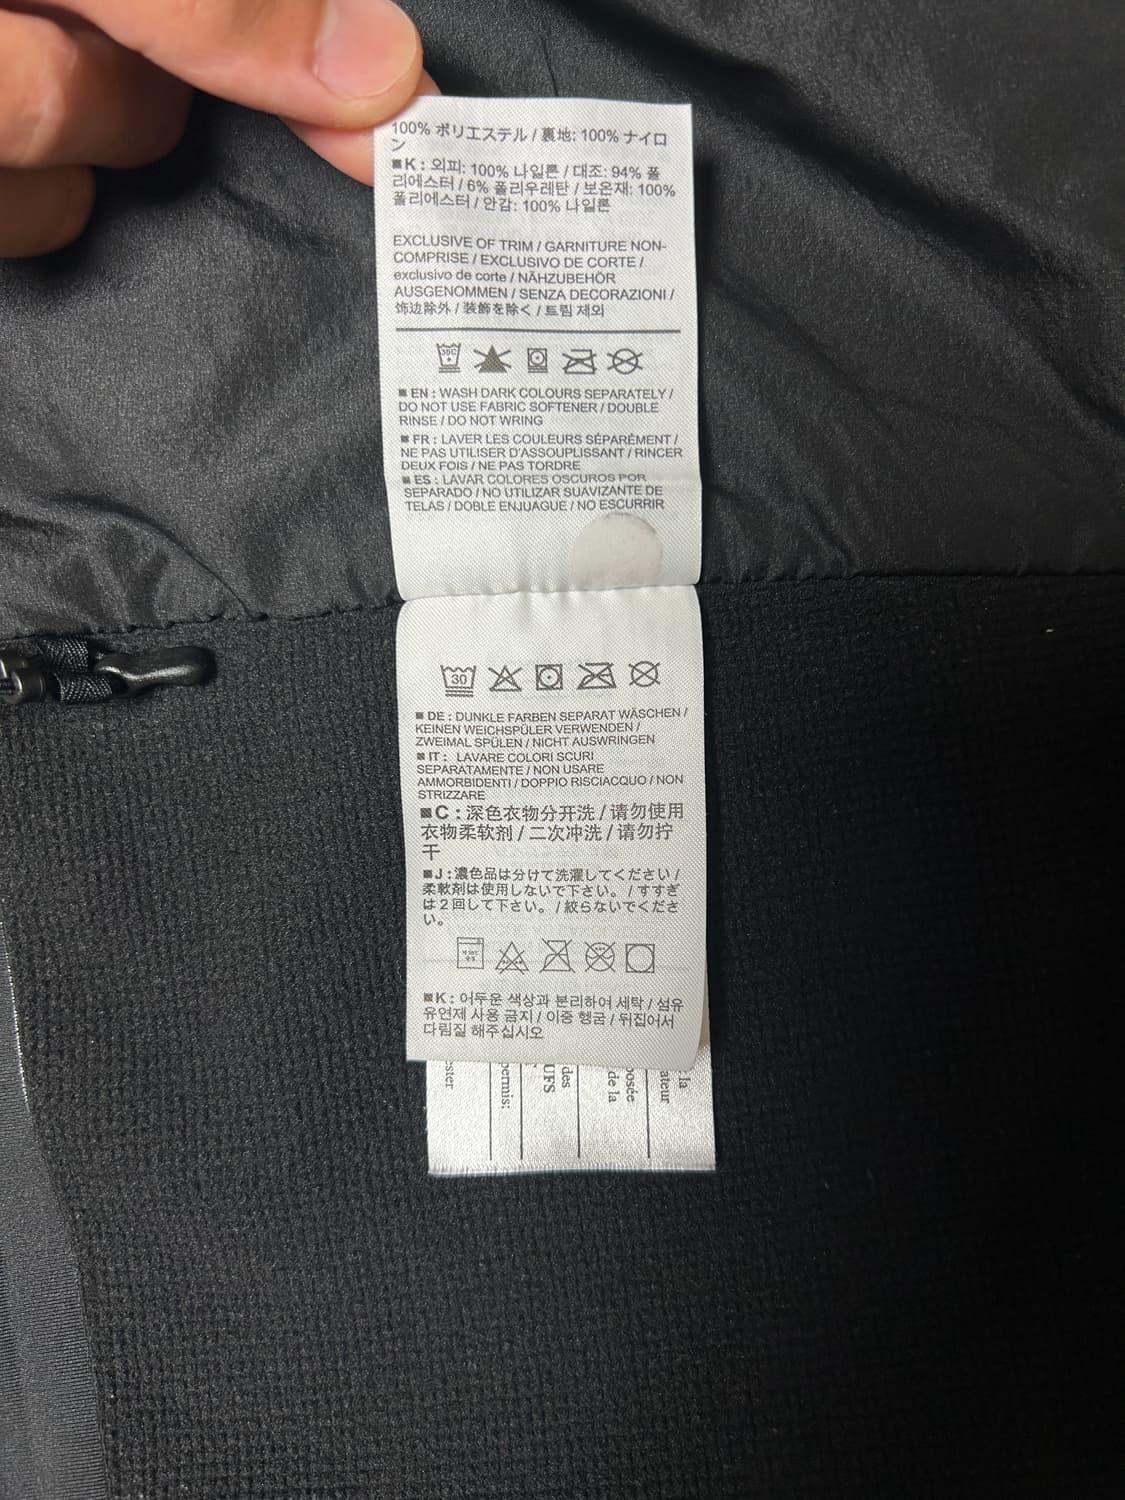 100% ポリエステル / 裏地: 100% ナイロ
ン
■K : 외피: 100% 나일론 / 대조: 94% 폴
리에스터 / 6% 폴리우레탄 / 보온재: 100%
폴리에스터 / 안감: 100% 나일론
EXCLUSIVE OF TRIM / GARNITURE NON-
COMPRISE / EXCLUSIVO DE CORTE /
exclusivo de corte / NÄHZUBEHÖR
AUSGENOMMEN / SENZA DECORAZIONI /
饰边除外 / 装飾を除く / 트림 제외
30C
■ EN : WASH DARK COLOURS SEPARATELY /
DO NOT USE FABRIC SOFTENER / DOUBLE
RINSE / DO NOT WRING
■ FR : LAVER LES COULEURS SÉPARÉMENT /
NE PAS UTILISER D'ASSOUPLISSANT / RINCER
DEUX FOIS / NE PAS TORDRE
■ ES : LAVAR COLORES OSCUROS POR
SEPARADO / NO UTILIZAR SUAVIZANTE DE
TELAS / DOBLE ENJUAGUE / NO ESCURRIR
30
■ DE : DUNKLE FARBEN SEPARAT WÄSCHEN /
KEINEN WEICHSPÜLER VERWENDEN /
ZWEIMAL SPÜLEN / NICHT AUSWRINGEN
■ IT : LAVARE COLORI SCURI
SEPARATAMENTE / NON USARE
AMMORBIDENTI / DOPPIO RISCIACQUO / NON
STRIZZARE
■C : 深色衣物分开洗 / 请勿使用
衣物柔软剂 / 二次冲洗 / 请勿拧
干
■J : 濃色品は分けて洗濯してください /
柔軟剤は使用しないで下さい。 / すすぎ
は２回して下さい。 / 絞らないでくださ
い。
■K : 어두운 색상과 분리하여 세탁 / 섬유
유연제 사용 금지 / 이중 헹굼 / 뒤집어서
다림질 해주십시오
ester
permis:
UFS
des
de la
posée
ateur
la